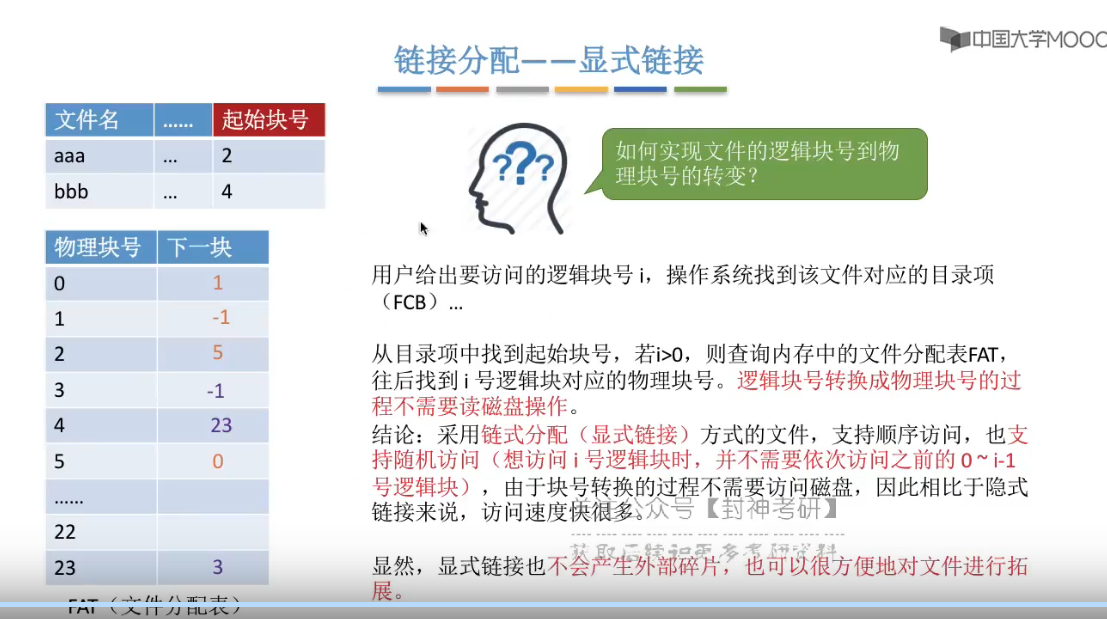 中国大学MOOC
链接分配——显式链接
文件名 …… 起始块号
aaa … 2
bbb … 4
???
如何实现文件的逻辑块号到物
理块号的转变？
物理块号 下一块
0 1
1 -1
2 5
3 -1
4 23
5 0
……
22
23 3
FAT（文件分配表）
用户给出要访问的逻辑块号 i，操作系统找到该文件对应的目录项
（FCB）…
从目录项中找到起始块号，若i>0，则查询内存中的文件分配表FAT，
往后找到 i 号逻辑块对应的物理块号。逻辑块号转换成物理块号的过
程不需要读磁盘操作。
结论：采用链式分配（显式链接）方式的文件，支持顺序访问，也支
持随机访问（想访问 i 号逻辑块时，并不需要依次访问之前的 0 ~ i-1
号逻辑块），由于块号转换的过程不需要访问磁盘，因此相比于隐式
链接来说，访问速度快很多。
公众号【封神考研】
获取后续和更多考研资料
显然，显式链接也不会产生外部碎片，也可以很方便地对文件进行拓
展。